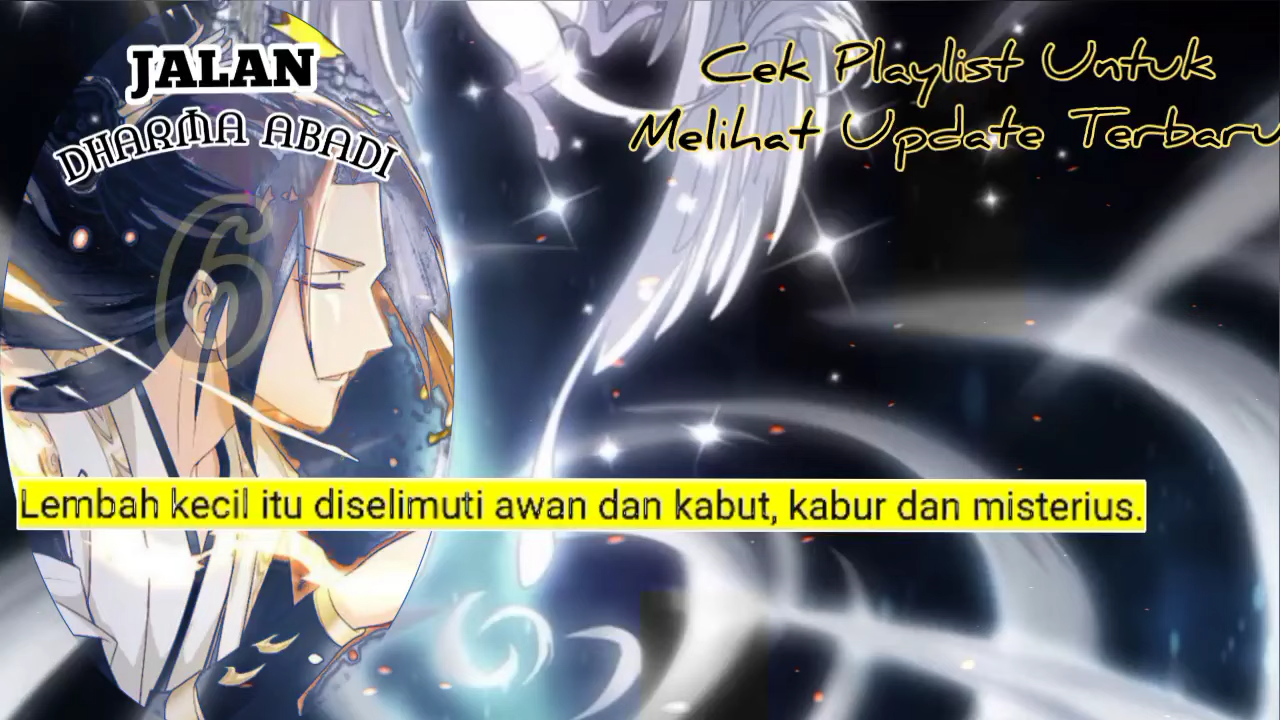 JALAN
DHARMA ABADI
6
Cek Playlist Untuk
Melihat Update Terbaru
Lembah kecil itu diselimuti awan dan kabut, kabur dan misterius.